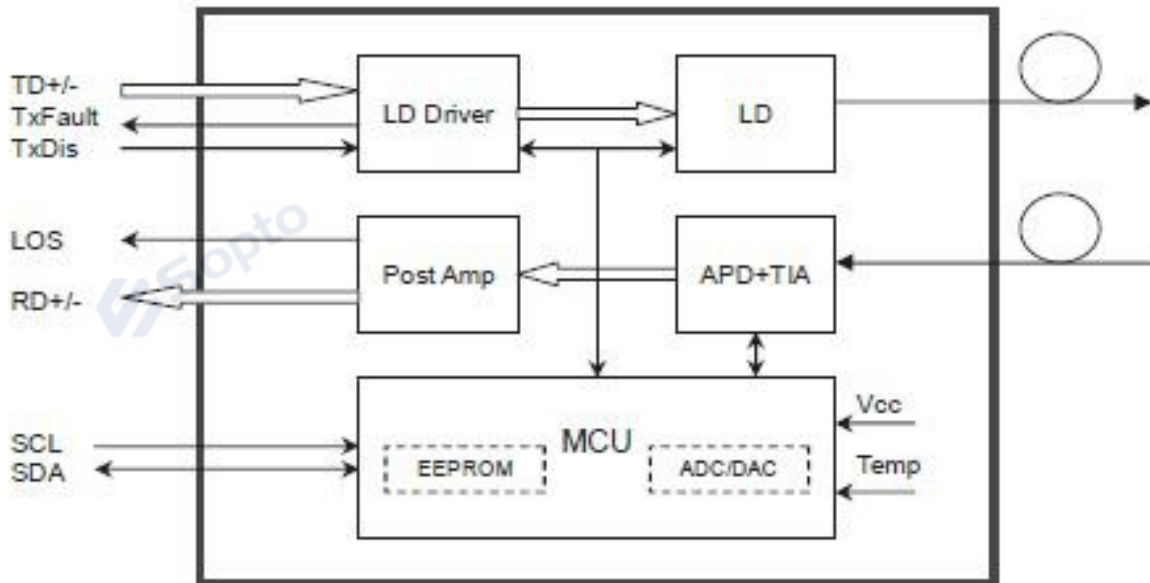 TD+/-
TxFault
TxDis
LD Driver
LD
LOS
RD+/-
Post Amp
APD+TIA
Sopto
SCL
SDA
MCU
EEPROM
ADC/DAC
Vcc
Temp